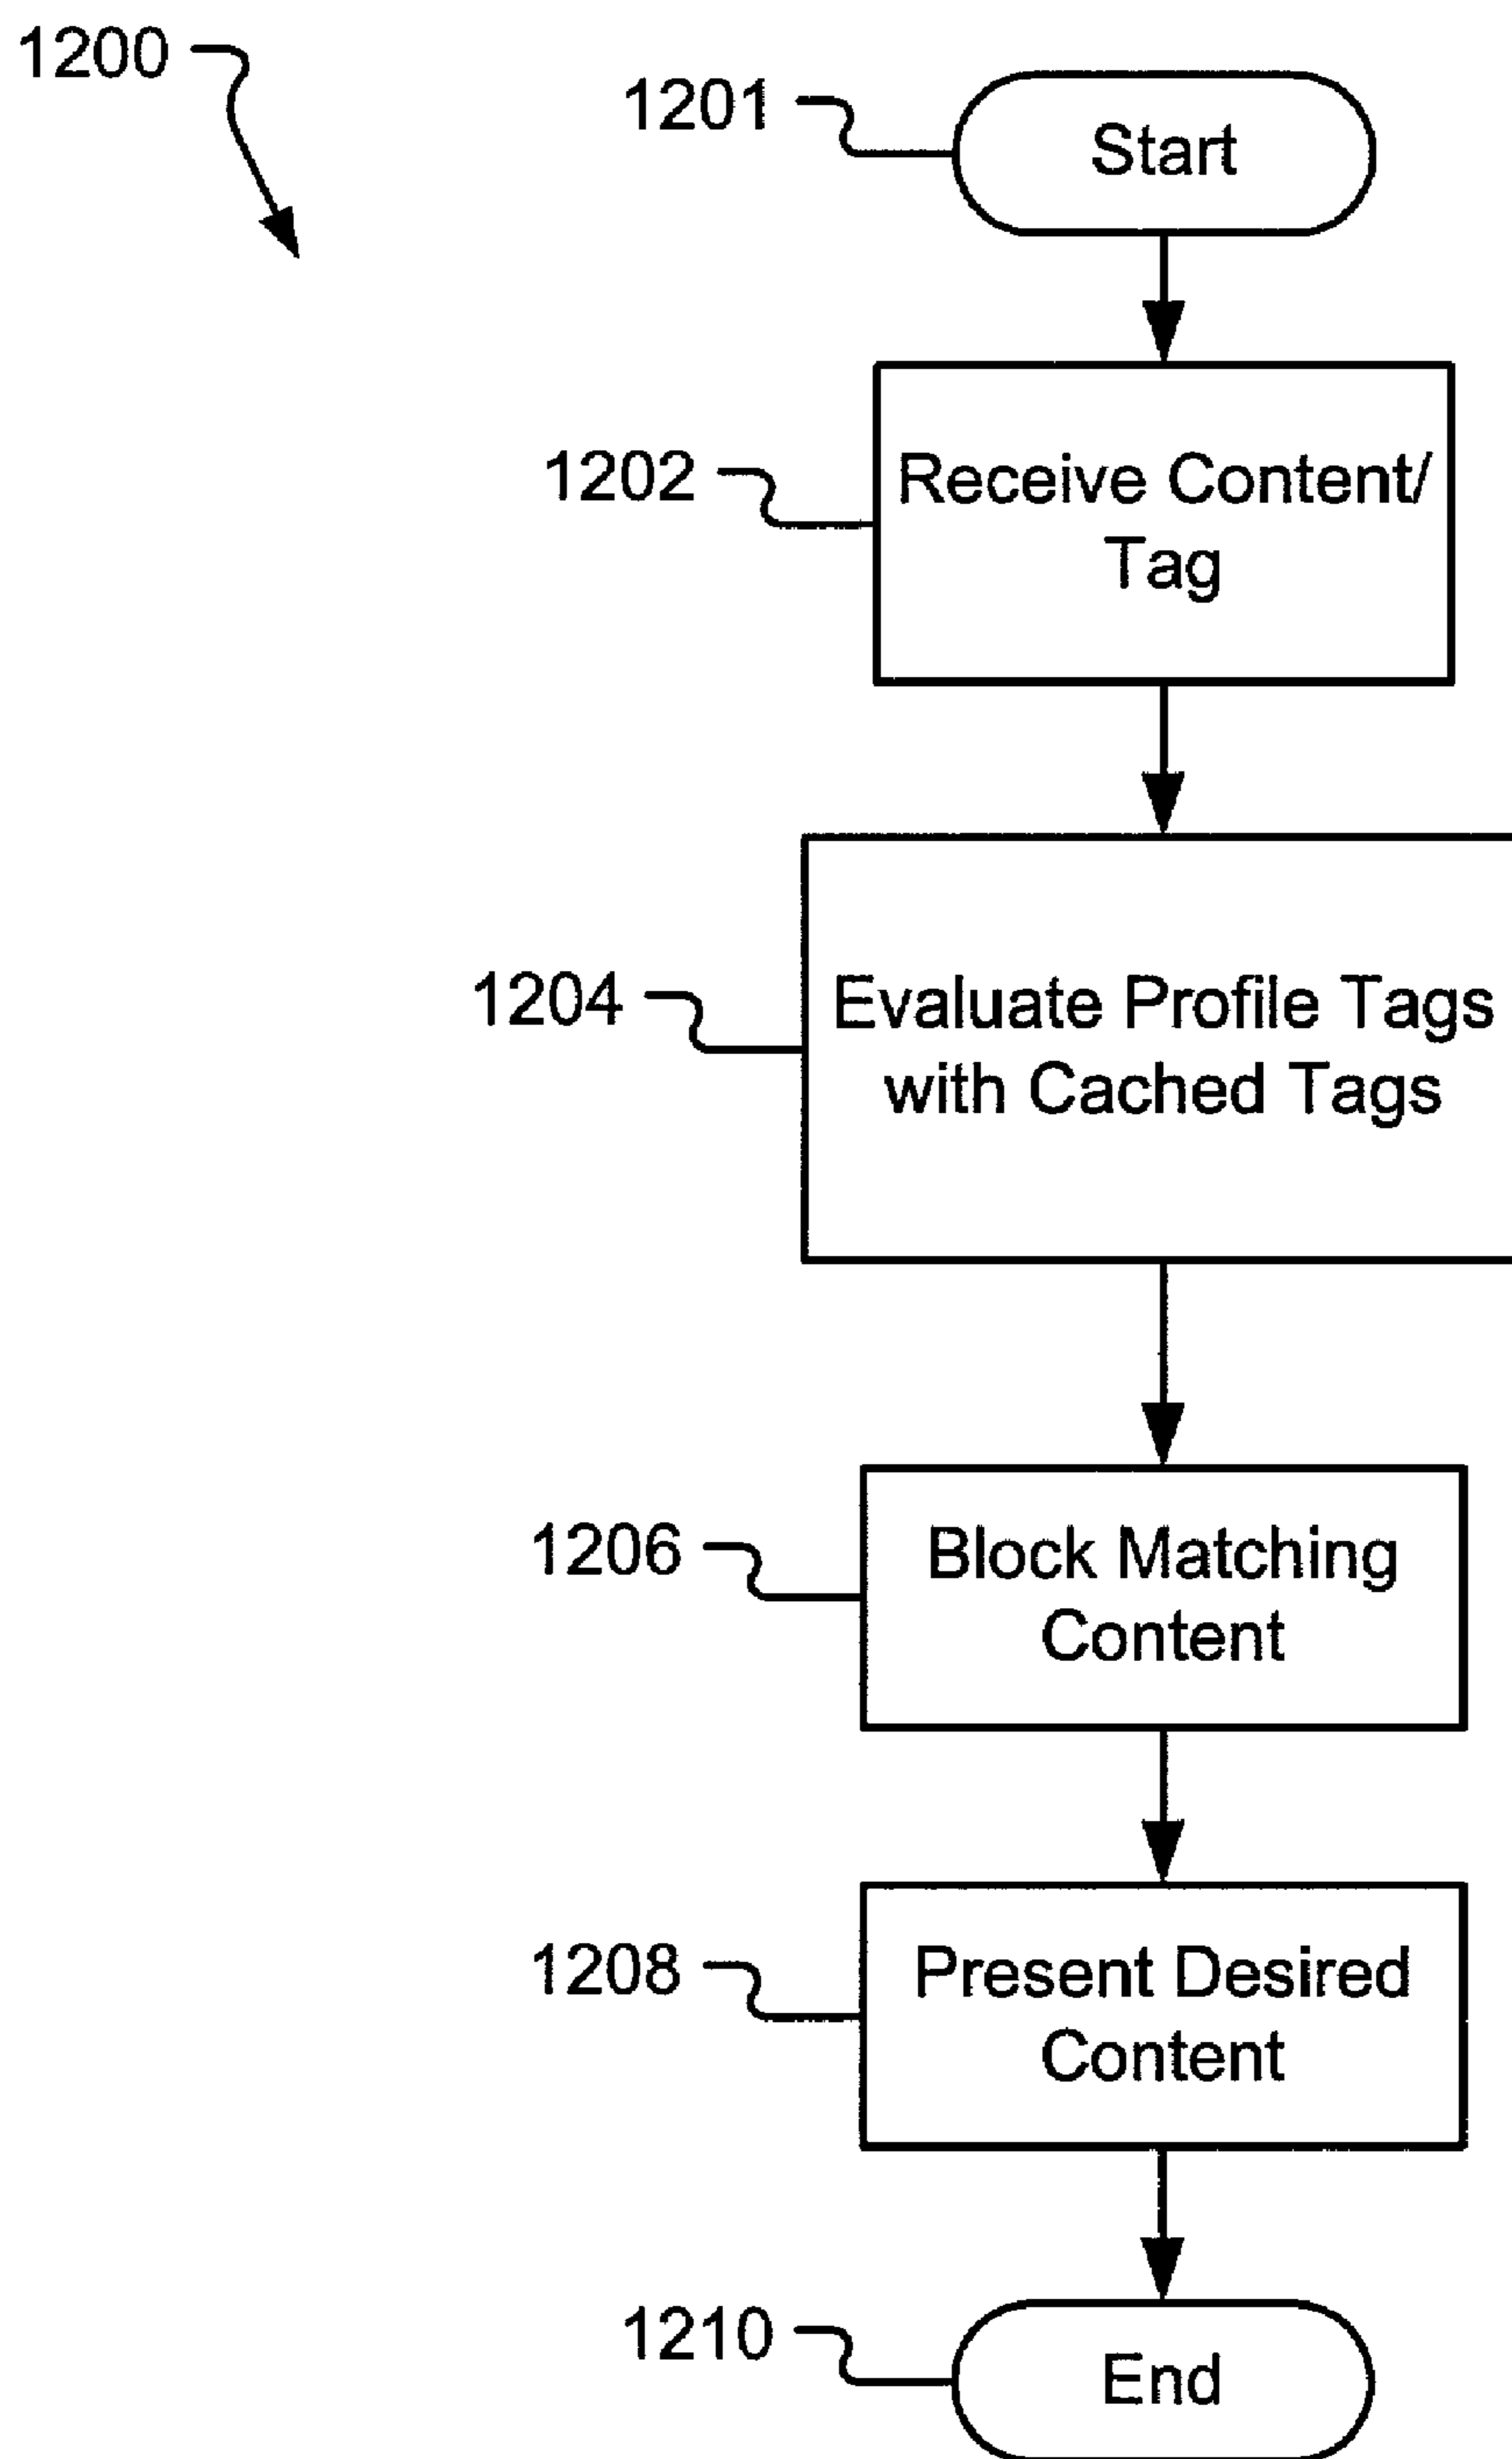 1200
1201
Start
1202
Receive Content/
Tag
1204
Evaluate Profile Tags
with Cached Tags
1206
Block Matching
Content
1208
Present Desired
Content
1210
End